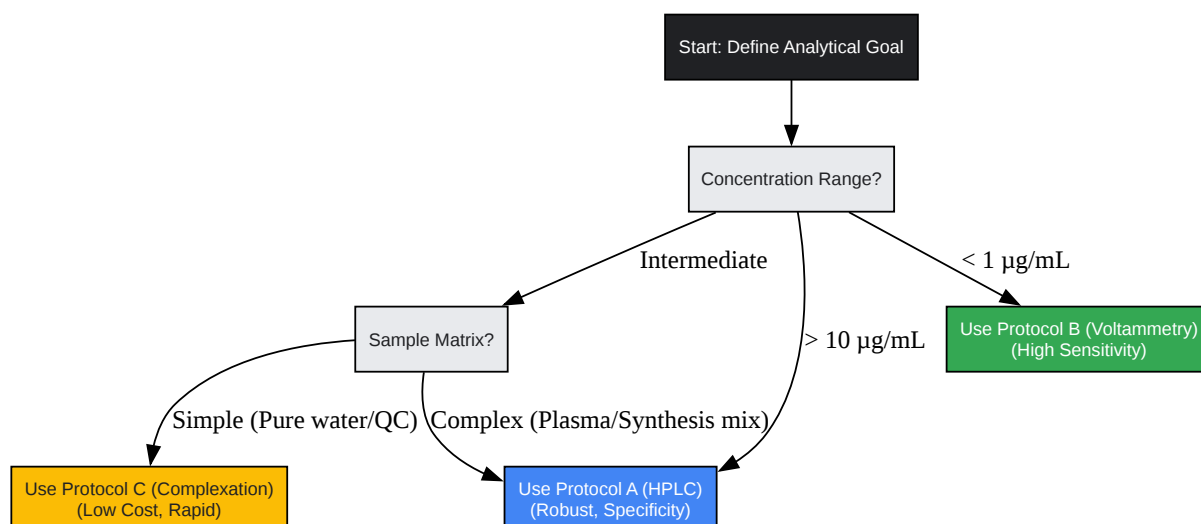 Start: Define Analytical Goal
Concentration Range?
Intermediate
< 1 µg/mL
Sample Matrix?
> 10 µg/mL
Use Protocol B (Voltammetry)
(High Sensitivity)
Simple (Pure water/QC)
Complex (Plasma/Synthesis mix)
Use Protocol C (Complexation)
(Low Cost, Rapid)
Use Protocol A (HPLC)
(Robust, Specificity)